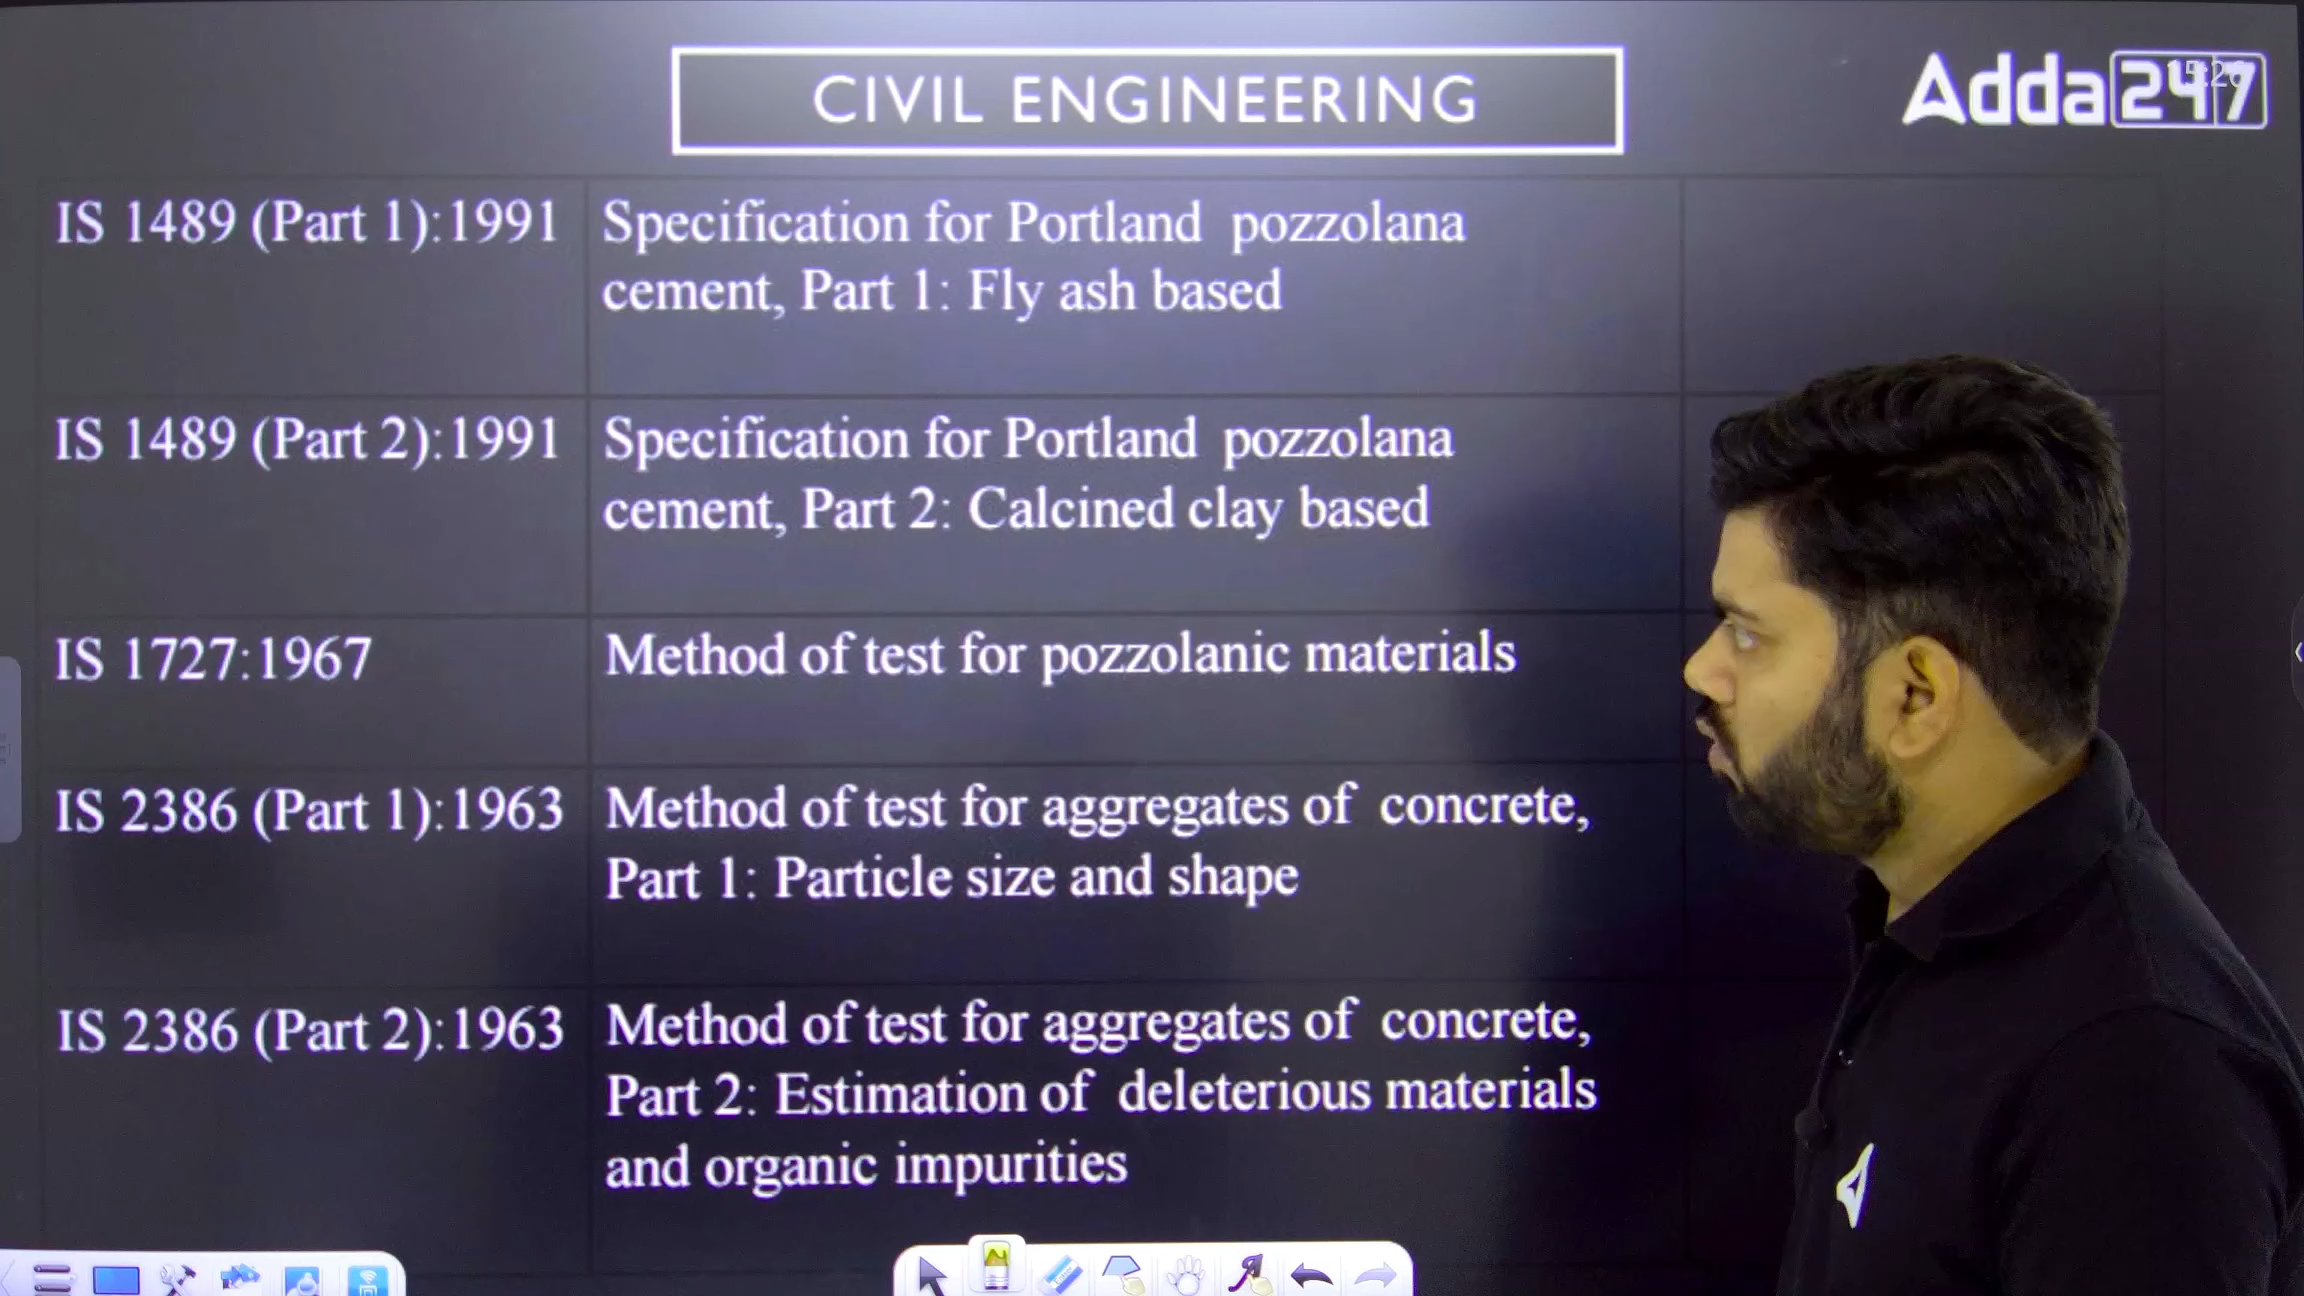 CIVIL ENGINEERING
Adda247
IS 1489 (Part 1):1991
Specification for Portland pozzolana
cement, Part 1: Fly ash based
IS 1489 (Part 2):1991
Specification for Portland pozzolana
cement, Part 2: Calcined clay based
IS 1727:1967
Method of test for pozzolanic materials
IS 2386 (Part 1):1963
Method of test for aggregates of concrete,
Part 1: Particle size and shape
IS 2386 (Part 2):1963
Method of test for aggregates of concrete,
Part 2: Estimation of deleterious materials
and organic impurities